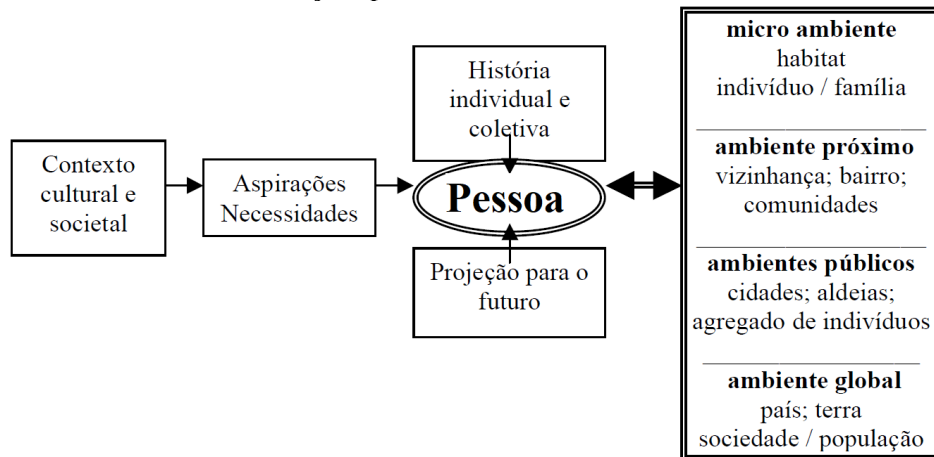 Contexto
cultural e
societal
Aspirações
Necessidades
História
individual e
coletiva
Pessoa
Projeção para o
futuro
micro ambiente
habitat
indivíduo / família
ambiente próximo
vizinhança; bairro;
comunidades
ambientes públicos
cidades; aldeias;
agregado de indivíduos
ambiente global
país; terra
sociedade / população